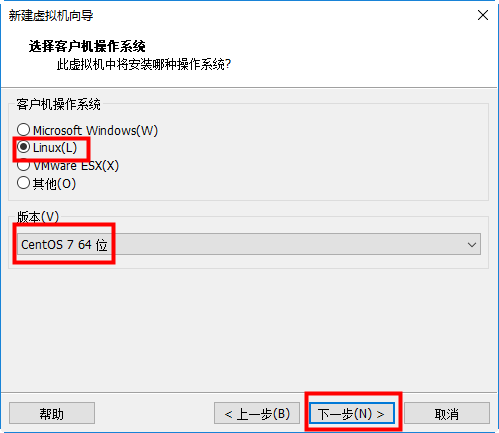 新建虚拟机向导
选择客户机操作系统
此虚拟机中将安装哪种操作系统?
客户机操作系统
Microsoft Windows(W)
Linux(L)
VMware ESX(X)
其他(O)
版本(V)
CentOS 7 64 位
帮助
< 上一步(B)
下一步(N) >
取消